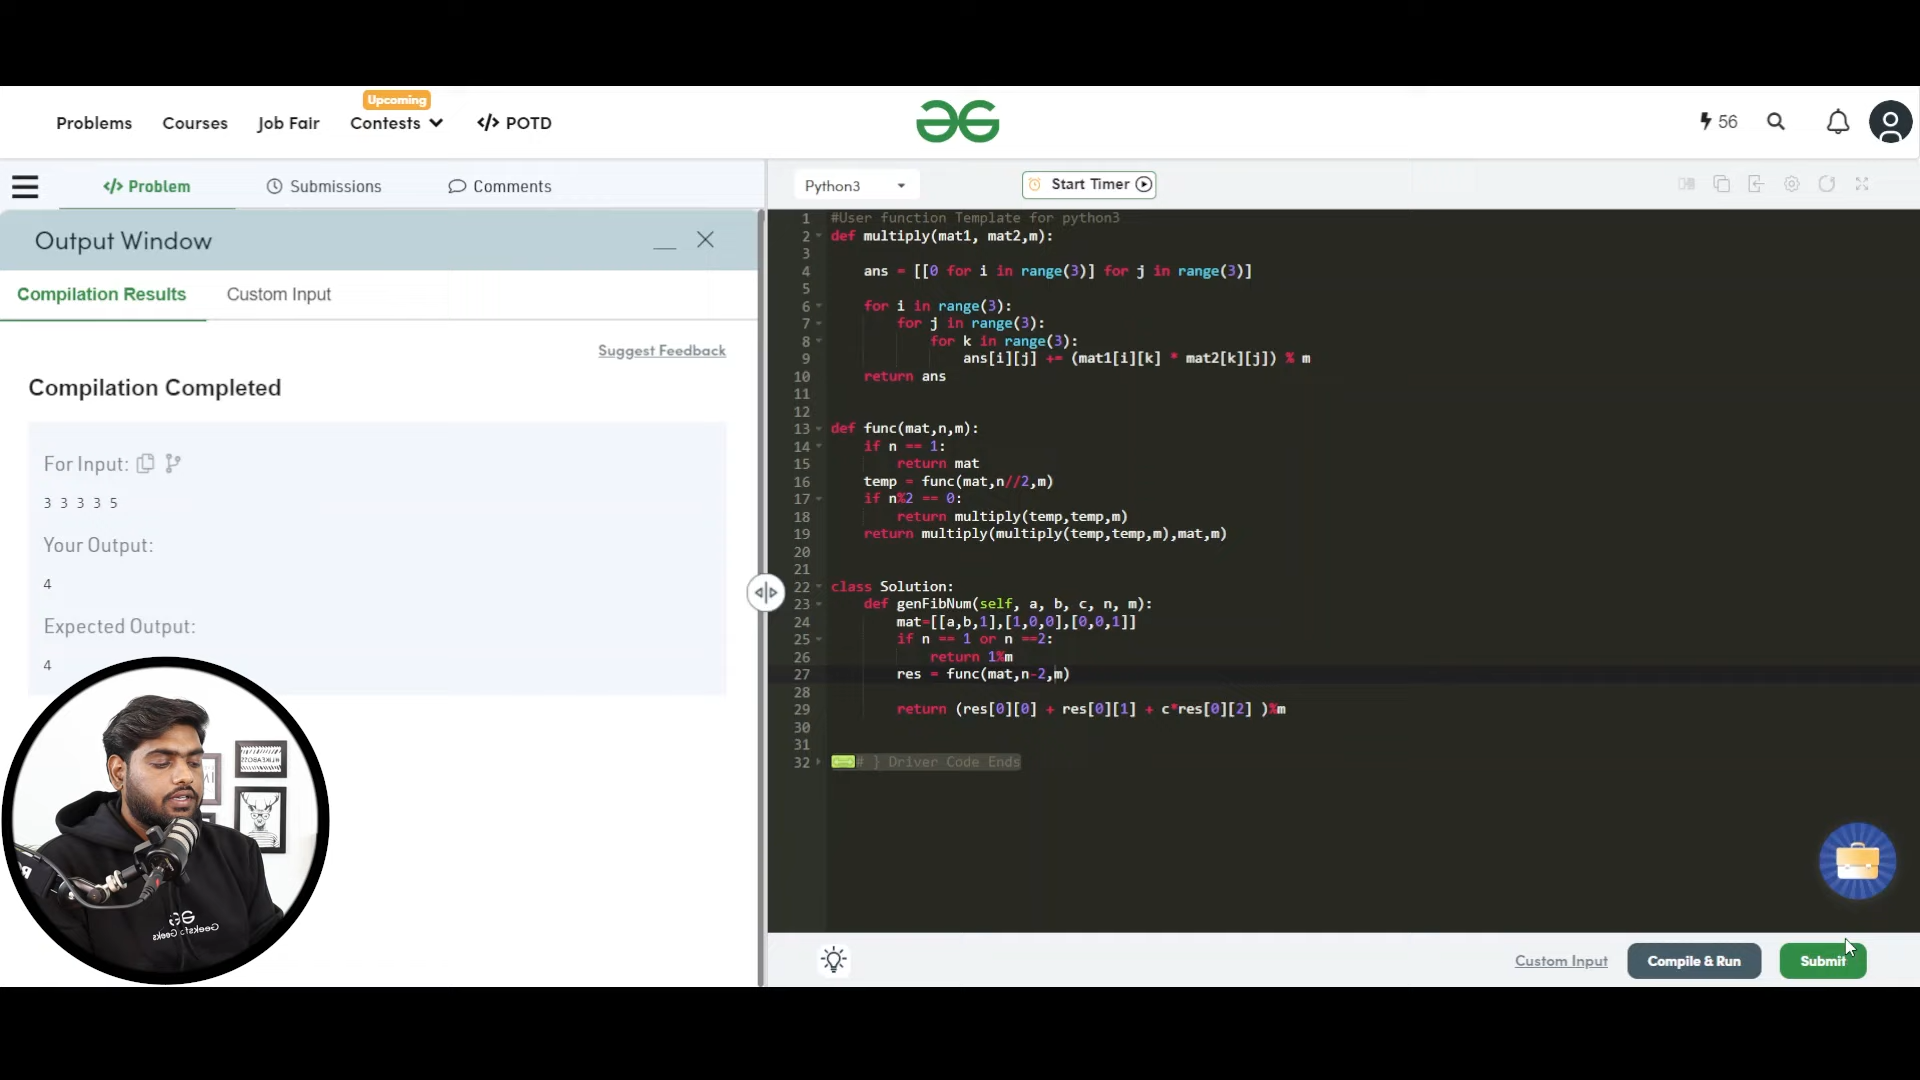 Upcoming
Problems Courses Job Fair Contests </> POTD
56
</> Problem Submissions Comments
Python3 Start Timer
Output Window
Compilation Results Custom Input
Suggest Feedback
Compilation Completed
For Input:
3 3 3 3 5
Your Output:
4
Expected Output:
4
1 #User function Template for python3
2 def multiply(mat1, mat2,m):
3
4 ans = [[0 for i in range(3)] for j in range(3)]
5
6 for i in range(3):
7 for j in range(3):
8 for k in range(3):
9 ans[i][j] += (mat1[i][k] * mat2[k][j]) % m
10 return ans
11
12
13 def func(mat,n,m):
14 if n == 1:
15 return mat
16 temp = func(mat,n//2,m)
17 if n%2 == 0:
18 return multiply(temp,temp,m)
19 return multiply(multiply(temp,temp,m),mat,m)
20
21
22 class Solution:
23 def genFibNum(self, a, b, c, n, m):
24 mat=[[a,b,1],[1,0,0],[0,0,1]]
25 if n == 1 or n ==2:
26 return 1%m
27 res = func(mat,n-2,m)
28
29 return (res[0][0] + res[0][1] + c*res[0][2] )%m
30
31
32 # } Driver Code Ends
Custom Input Compile & Run Submit